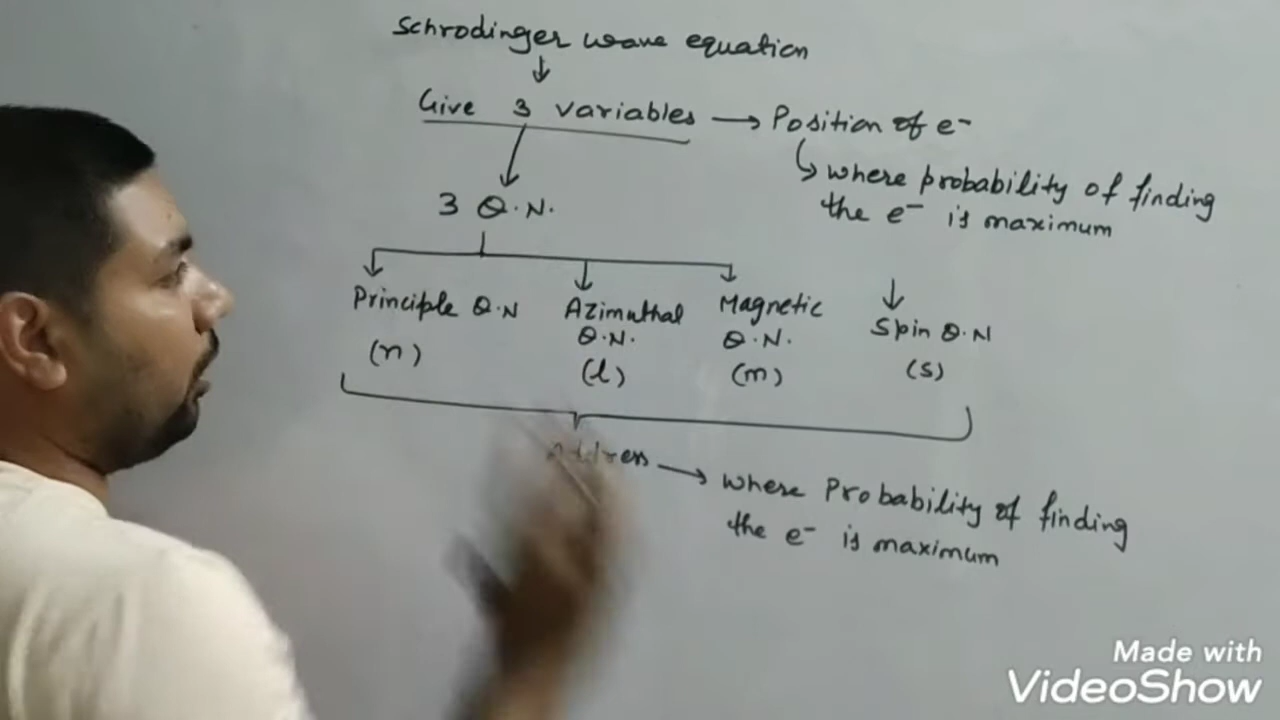 Schrodinger wave equation
Give 3 variables → Position of e-
where probability of finding
the e- is maximum
3 Q.N.
Principle Q.N
(n)
Azimuthal
Q.N.
(l)
Magnetic
Q.N.
(m)
Spin Q.N
(s)
→ where Probability of finding
the e- is maximum
Made with
VideoShow